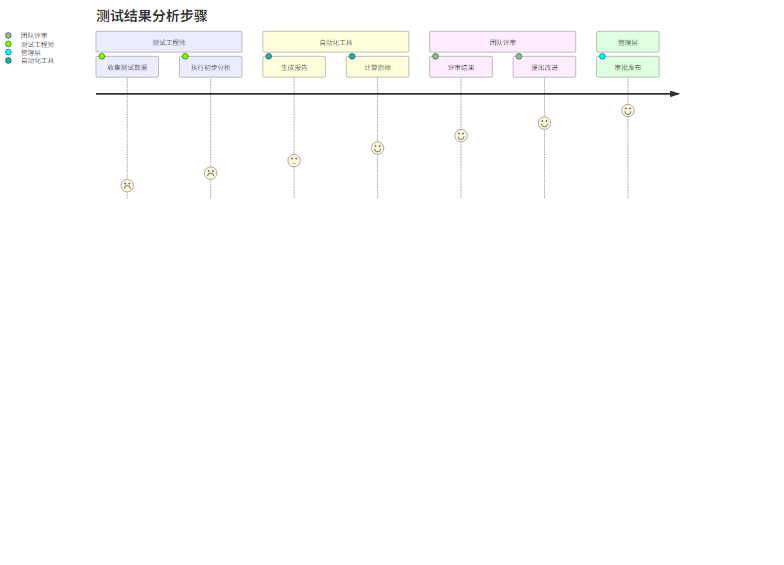 测试结果分析步骤
团队评审
测试工程师
管理层
自动化工具
测试工程师
自动化工具
团队评审
管理层
收集测试数据
执行初步分析
生成报告
计算指标
评审结果
提出改进
审批发布